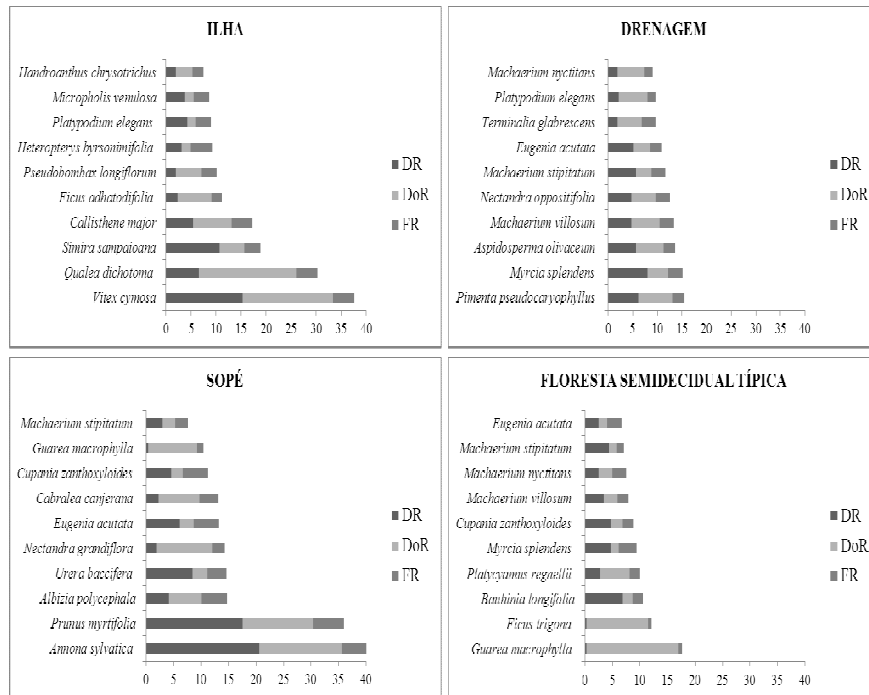 ILHA
Handroanthus chrysotrichus
Micropholis venulosa
Platypodium elegans
Heteropterys byrsonimifolia
Pseudobombax longiflorum
Ficus adhatodifolia
Callisthene major
Simira sampaioana
Qualea dichotoma
Vitex cymosa
0 5 10 15 20 25 30 35 40
DR
DoR
FR
DRENAGEM
Machaerium nyctitans
Platypodium elegans
Terminalia glabrescens
Eugenia acutata
Machaerium stipitatum
Nectandra oppositifolia
Machaerium villosum
Aspidosperma olivaceum
Myrcia splendens
Pimenta pseudocaryophyllus
0 5 10 15 20 25 30 35 40
DR
DoR
FR
SOPÉ
Machaerium stipitatum
Guarea macrophylla
Cupania zanthoxyloides
Cabralea canjerana
Eugenia acutata
Nectandra grandiflora
Urera baccifera
Albizia polycephala
Prunus myrtifolia
Annona sylvatica
0 5 10 15 20 25 30 35 40
DR
DoR
FR
FLORESTA SEMIDECIDUAL TÍPICA
Eugenia acutata
Machaerium stipitatum
Machaerium nyctitans
Machaerium villosum
Cupania zanthoxyloides
Myrcia splendens
Platycyamus regnellii
Bauhinia longifolia
Ficus trigona
Guarea macrophylla
0 5 10 15 20 25 30 35 40
DR
DoR
FR